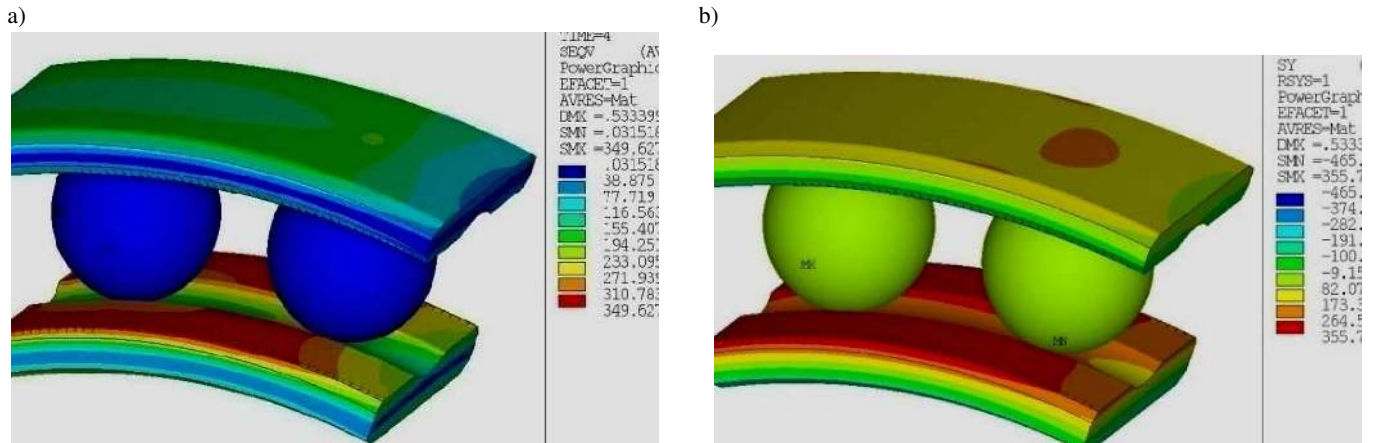 a)
TIME=4
SEQV (AV
PowerGraphic
EFACET=1
AVRES=Mat
DMX =.533399
SMN =.031518
SMX =349.627
.031518
38.875
77.719
116.563
155.407
194.251
233.095
271.939
310.783
349.627
MX
MN
b)
SY (
RSYS=1
PowerGraph
EFACET=1
AVRES=Mat
DMX =.5333
SMN =-465.
SMX =355.7
-465.
-374.
-282.
-191.
-100.
-9.15
82.07
173.3
264.5
355.7